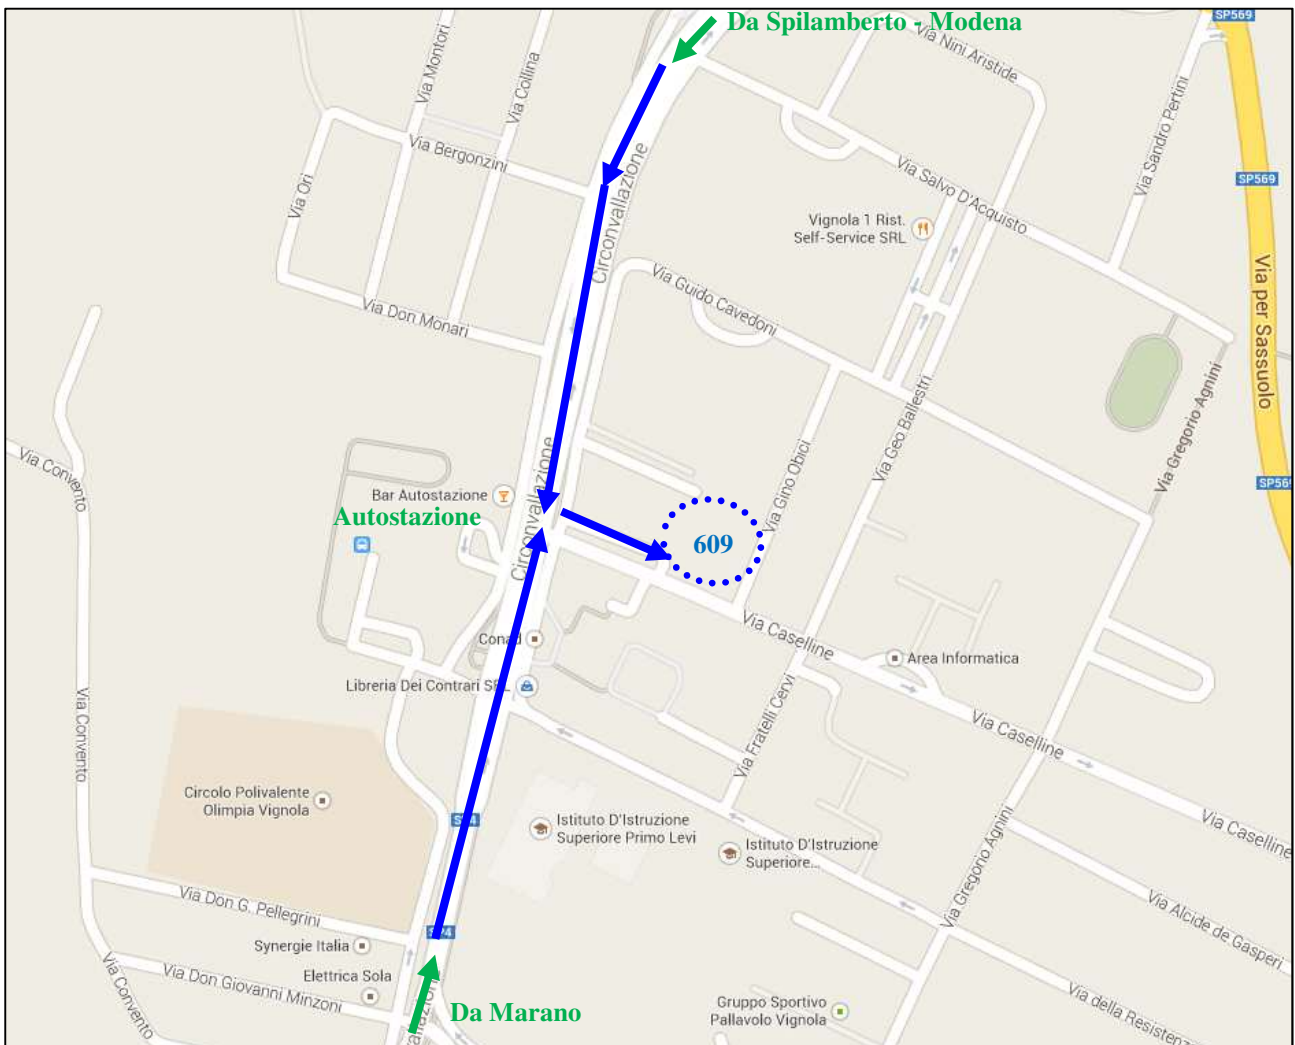 Da Spilamberto - Modena
SP569
Via Nini Aristide
Via Montori
Via Collina
Via Sandro Pertini
Via Bergonzini
Circonvallazione
Via Salvo D'Acquisto
SP569
Via Ori
Vignola 1 Rist.
Self-Service SRL
Via Guido Cavedoni
Via per Sassuolo
Via Don Monari
Via Geo Ballestri
Via Gregorio Agnini
Via Convento
Via Gino Obici
Circonvallazione
Bar Autostazione
Autostazione
609
SP569
Via Caselline
Conad
Area Informatica
Libreria Dei Contrari SRL
Via Convento
Via Fratelli Cervi
Via Caselline
Circolo Polivalente
Olimpia Vignola
Istituto D'Istruzione
Superiore Primo Levi
Istituto D'Istruzione
Superiore...
Via Caselline
Via Gregorio Agnini
Via Don G. Pellegrini
Via Alcide de Gasperi
SP4
Synergie Italia
Via Don Giovanni Minzoni
Elettrica Sola
Via Convento
Da Marano
Gruppo Sportivo
Pallavolo Vignola
Via della Resistenz